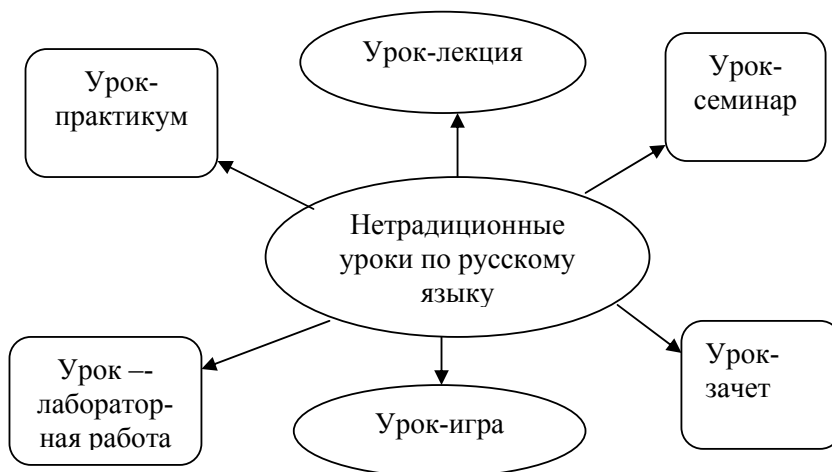 Урок-лекция
Урок-
практикум
Урок-
семинар
Нетрадиционные
уроки по русскому
языку
Урок –-
лаборатор-
ная работа
Урок-игра
Урок-
зачет